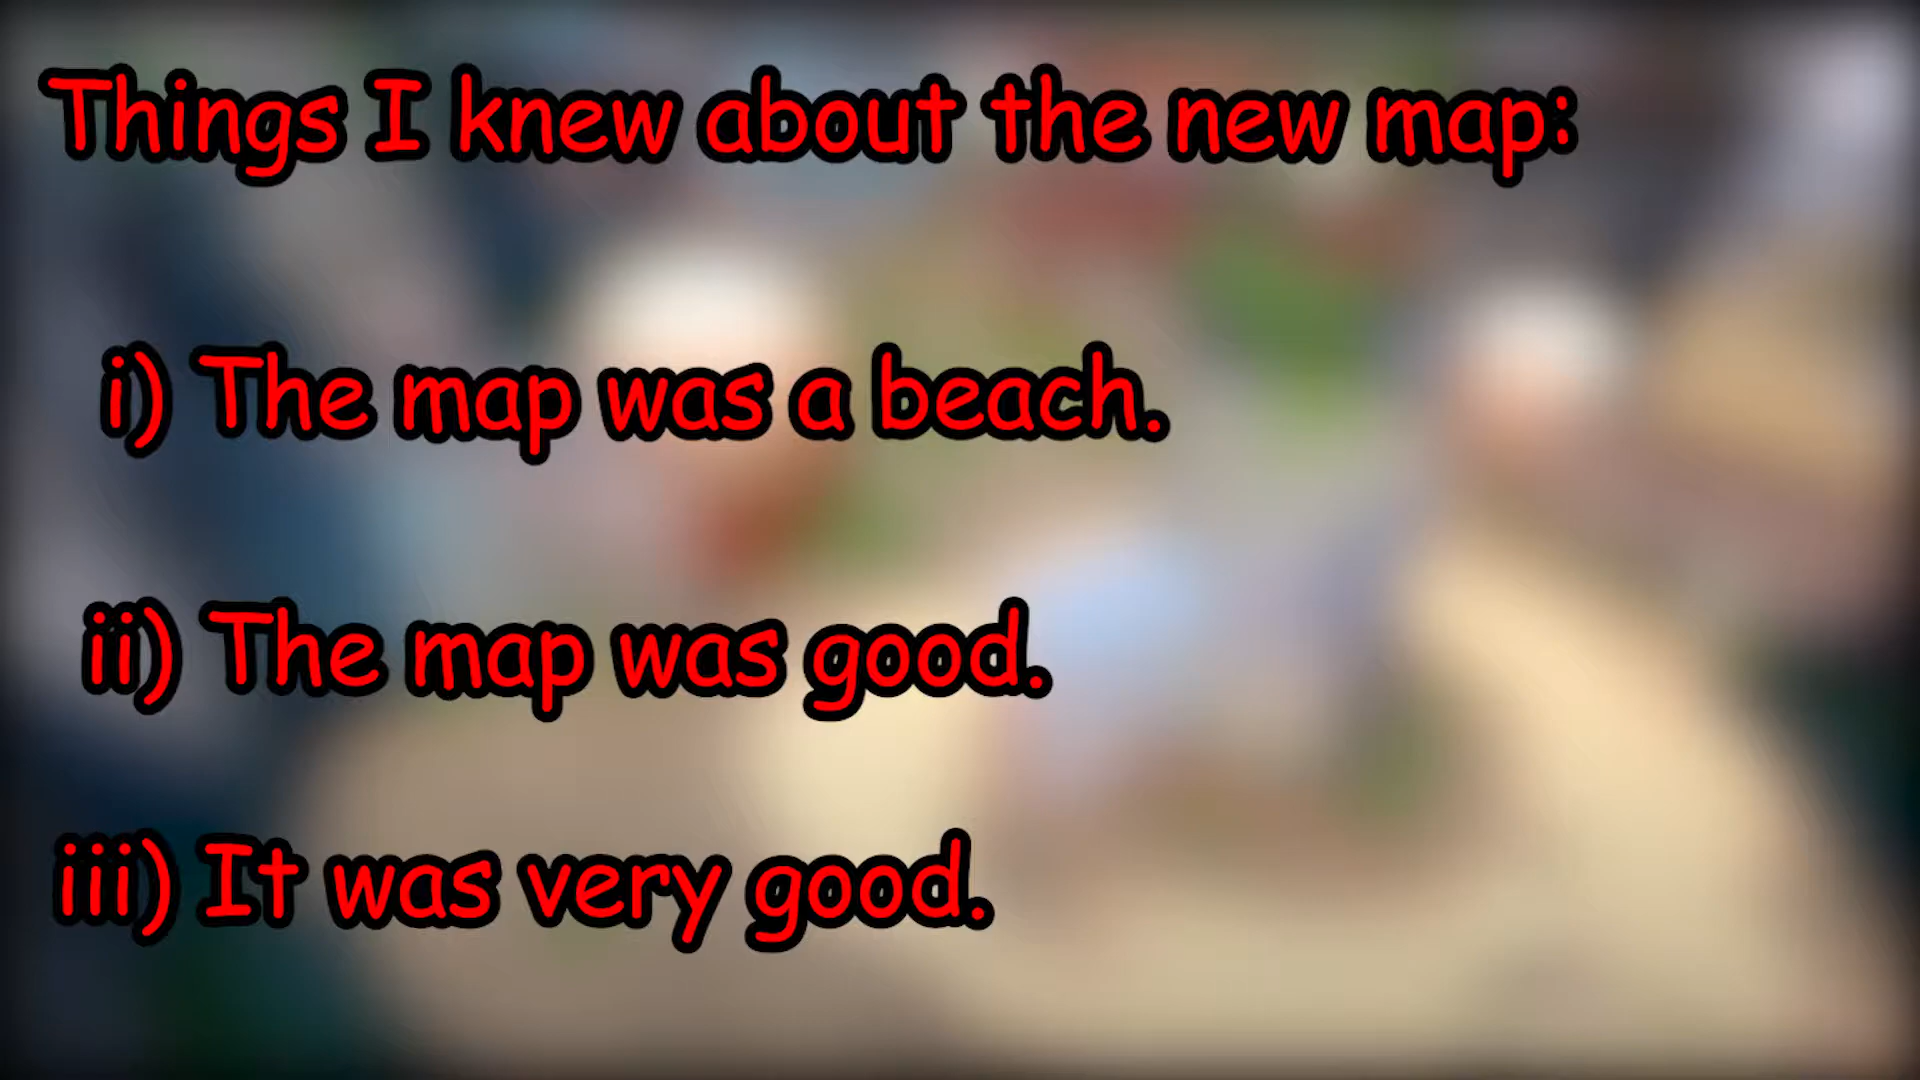 Things I knew about the new map:
i) The map was a beach.
ii) The map was good.
iii) It was very good.